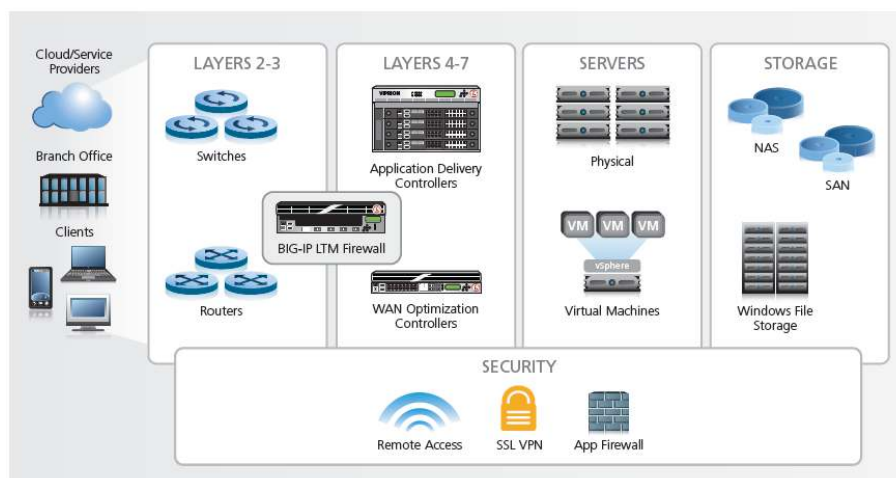 Cloud/Service
Providers
Branch Office
Clients
LAYERS 2-3
Switches
Routers
BIG-IP LTM Firewall
LAYERS 4-7
VIPRION
Application Delivery
Controllers
WAN Optimization
Controllers
SERVERS
Physical
VM VM VM
vSphere
Virtual Machines
STORAGE
NAS
SAN
Windows File
Storage
SECURITY
Remote Access
SSL VPN
App Firewall